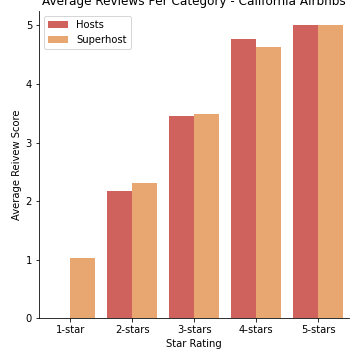 Average Reviews Per Category - California Airbnbs
Hosts
Superhost
Average Reivew Score
5
4
3
2
1
0
1-star 2-stars 3-stars 4-stars 5-stars
Star Rating